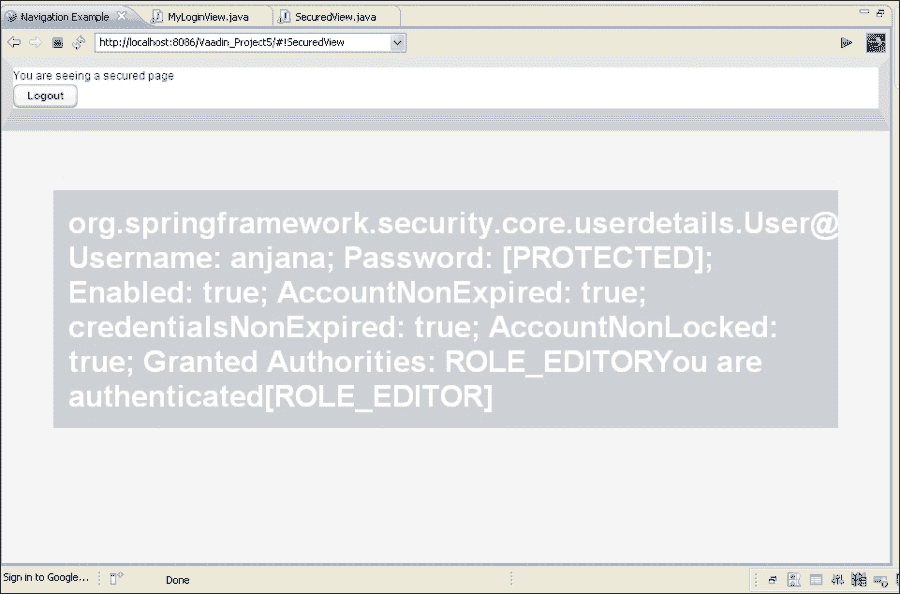 Navigation Example
MyLoginView.java
SecuredView.java
http://localhost:8086/Vaadin_Project5/#!SecuredView
You are seeing a secured page
Logout
org.springframework.security.core.userdetails.User@
Username: anjana; Password: [PROTECTED];
Enabled: true; AccountNonExpired: true;
credentialsNonExpired: true; AccountNonLocked:
true; Granted Authorities: ROLE_EDITORYou are
authenticated[ROLE_EDITOR]
Sign in to Google...
Done